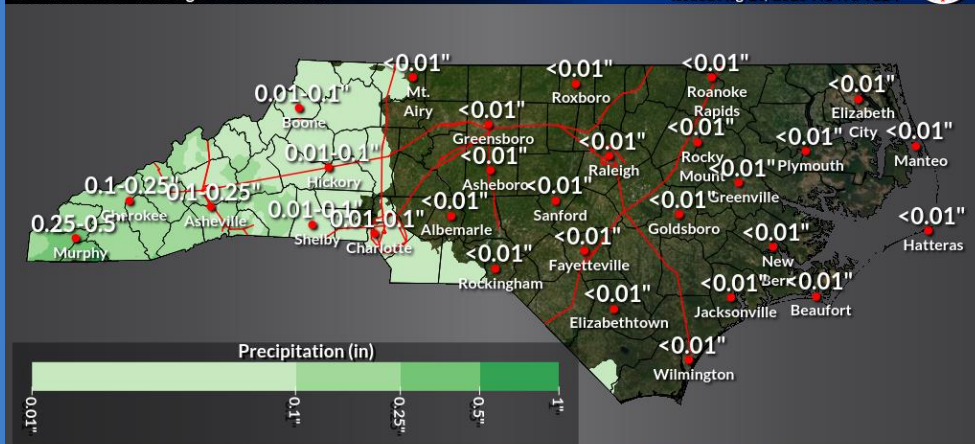 <0.01"
Mt.
Airy
<0.01"
Roxboro
<0.01"
Roanoke
Rapids
<0.01"
Elizabeth
City
0.01-0.1"
Boone
<0.01"
Greensboro
<0.01"
Raleigh
<0.01"
Rocky
Mount
<0.01"
Plymouth
<0.01"
Manteo
0.01-0.1"
Hickory
<0.01"
Asheboro
<0.01"
Greenville
0.1-0.25"
Cherokee
0.1-0.25"
Asheville
<0.01"
Sanford
<0.01"
Goldsboro
0.25-0.5"
Murphy
0.01-0.1"
Shelby
0.01-0.1"
Charlotte
<0.01"
Albemarle
<0.01"
Hatteras
<0.01"
Rockingham
<0.01"
Fayetteville
<0.01"
New
Bern
<0.01"
Elizabethtown
<0.01"
Jacksonville
<0.01"
Beaufort
<0.01"
Wilmington
Precipitation (in)
0.01"
0.1"
0.25"
0.5"
1"